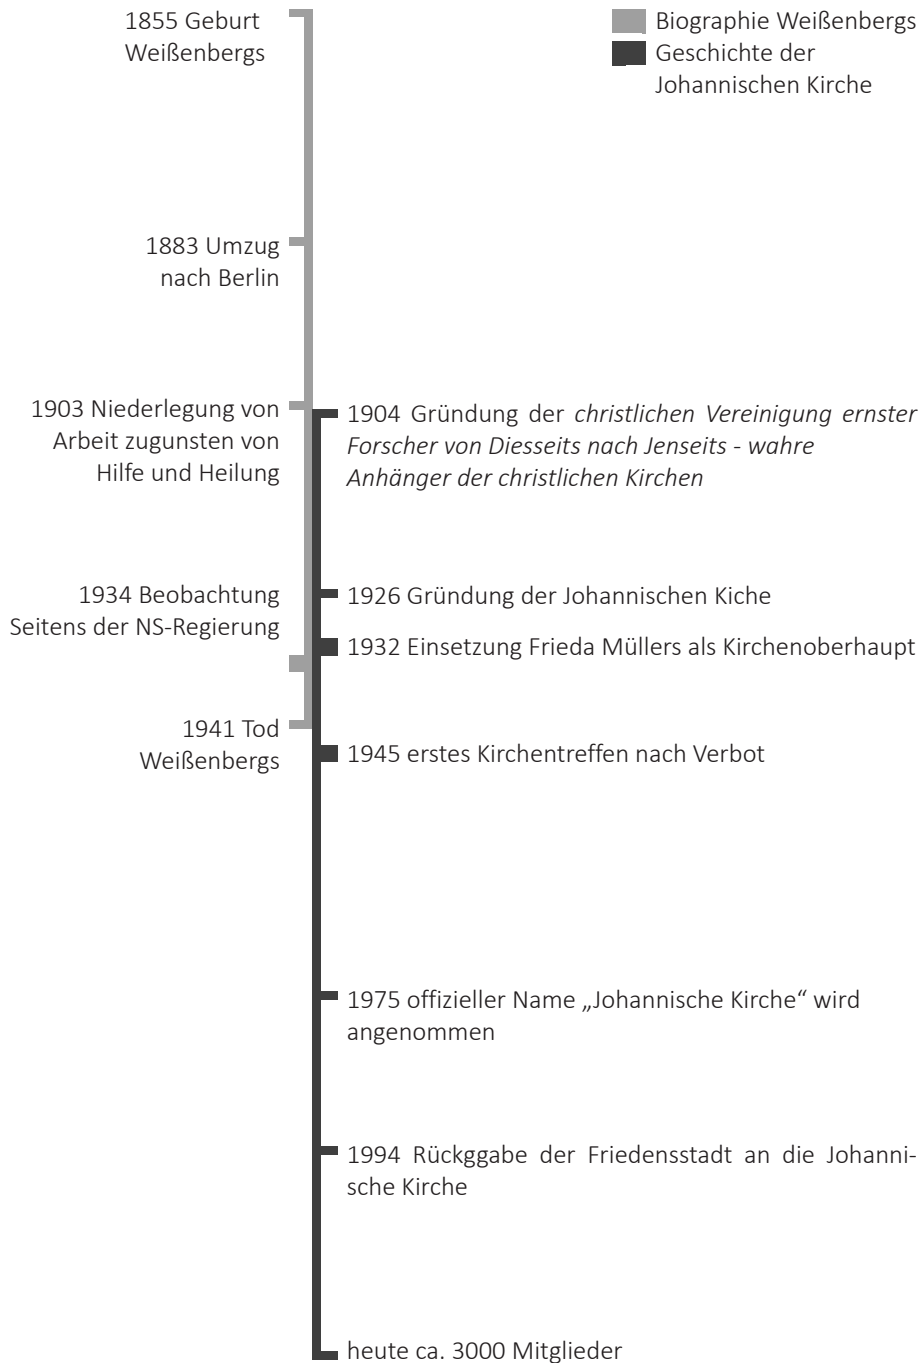 1855 Geburt
Weißenbergs
Biographie Weißenbergs
Geschichte der
Johannischen Kirche
1883 Umzug
nach Berlin
1903 Niederlegung von
Arbeit zugunsten von
Hilfe und Heilung
1904 Gründung der christlichen Vereinigung ernster
Forscher von Diesseits nach Jenseits - wahre
Anhänger der christlichen Kirchen
1934 Beobachtung
Seitens der NS-Regierung
1926 Gründung der Johannischen Kiche
1932 Einsetzung Frieda Müllers als Kirchenoberhaupt
1941 Tod
Weißenbergs
1945 erstes Kirchentreffen nach Verbot
1975 offizieller Name „Johannische Kirche“ wird
angenommen
1994 Rückggabe der Friedensstadt an die Johanni-
sche Kirche
heute ca. 3000 Mitglieder